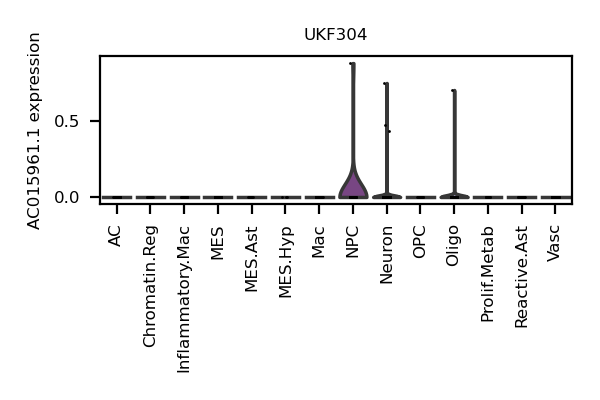 UKF304
AC015961.1 expression
0.5
0.0
AC
Chromatin.Reg
Inflammatory.Mac
MES
MES.Ast
MES.Hyp
Mac
NPC
Neuron
OPC
Oligo
Prolif.Metab
Reactive.Ast
Vasc